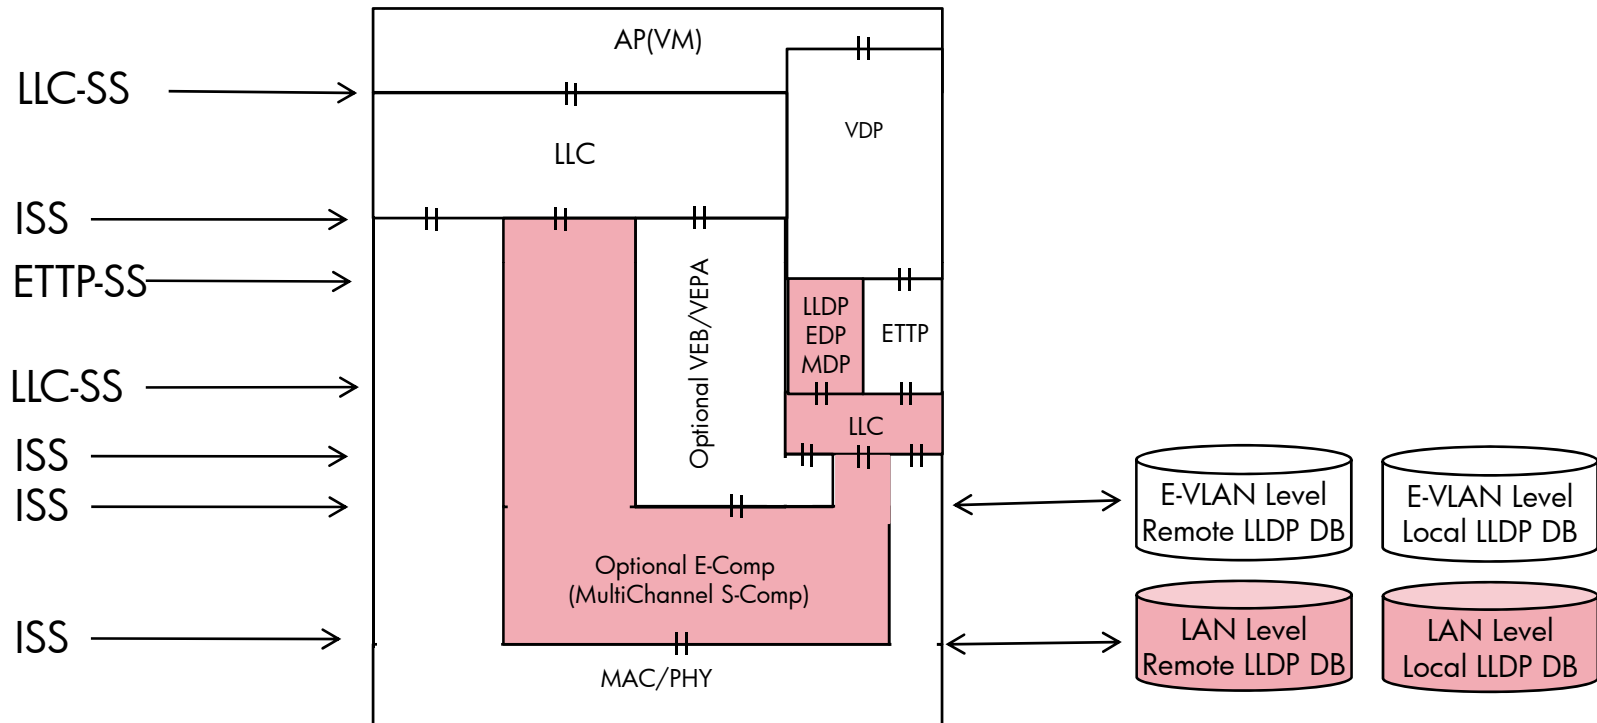 AP(VM)
LLC-SS
VDP
LLC
ISS
ETTP-SS
Optional VEB/VEPA
LLDP
EDP
MDP
ETTP
LLC-SS
LLC
ISS
ISS
E-VLAN Level
Remote LLDP DB
E-VLAN Level
Local LLDP DB
Optional E-Comp
(MultiChannel S-Comp)
ISS
LAN Level
Remote LLDP DB
LAN Level
Local LLDP DB
MAC/PHY